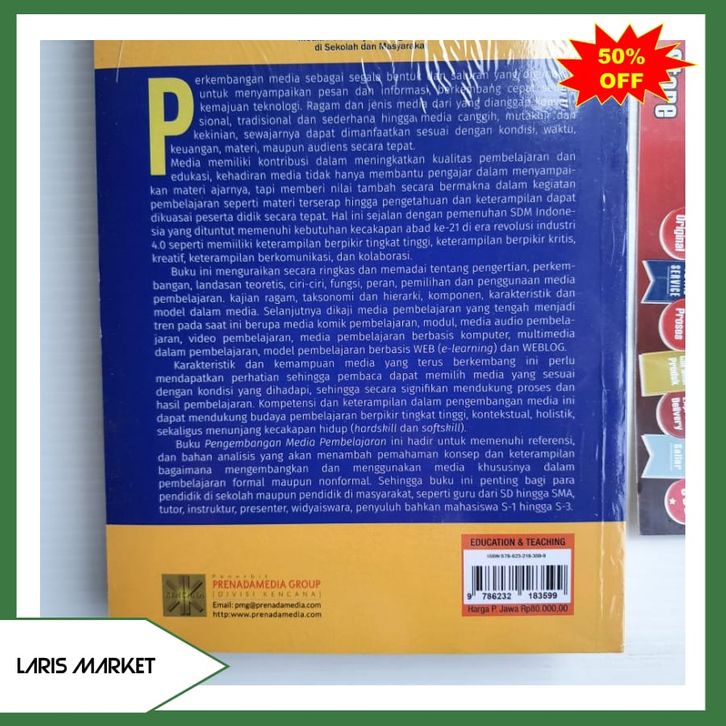 50%
OFF
di Sekolah dan Masyarakat
Perkembangan media sebagai segala bentuk dan saluran yang
untuk menyampaikan pesan dan informasi, berkembang cepat
kemajuan teknologi. Ragam dan jenis media dari yang dianggap
sional, tradisional dan sederhana hingga media canggih, mutakhir dan
kekinian, sewajarnya dapat dimanfaatkan sesuai dengan kondisi, waktu,
keuangan, materi, maupun audiens secara tepat.
Media memiliki kontribusi dalam meningkatkan kualitas pembelajaran dan
edukasi, kehadiran media tidak hanya membantu pengajar dalam menyampai-
kan materi ajarnya, tapi memberi nilai tambah secara bermakna dalam kegiatan
pembelajaran seperti materi terserap hingga pengetahuan dan keterampilan dapat
dikuasai peserta didik secara tepat. Hal ini sejalan dengan pemenuhan SDM Indone-
sia yang dituntut memenuhi kebutuhan kecakapan abad ke-21 di era revolusi industri
4.0 seperti memiiliki keterampilan berpikir tingkat tinggi, keterampilan berpikir kritis,
kreatif, keterampilan berkomunikasi, dan kolaborasi.
Buku ini menguraikan secara ringkas dan memadai tentang pengertian, perkem-
bangan, landasan teoretis, ciri-ciri, fungsi, peran, pemilihan dan penggunaan media
pembelajaran. kajian ragam, taksonomi dan hierarki, komponen, karakteristik dan
model dalam media. Selanjutnya dikaji media pembelajaran yang tengah menjadi
tren pada saat ini berupa media komik pembelajaran, modul, media audio pembela-
jaran, video pembelajaran, media pembelajaran berbasis komputer, multimedia
dalam pembelajaran, model pembelajaran berbasis WEB (e-learning) dan WEBLOG.
Karakteristik dan kemampuan media yang terus berkembang ini perlu
mendapatkan perhatian sehingga pembaca dapat memilih media yang sesuai
dengan kondisi yang dihadapi, sehingga secara signifikan mendukung proses dan
hasil pembelajaran. Kompetensi dan keterampilan dalam pengembangan media ini
dapat mendukung budaya pembelajaran berpikir tingkat tinggi, kontekstual, holistik,
sekaligus menunjang kecakapan hidup (hardskill dan softskill).
Buku Pengembangan Media Pembelajaran ini hadir untuk memenuhi referensi,
dan bahan analisis yang akan menambah pemahaman konsep dan keterampilan
bagaimana mengembangkan dan menggunakan media khususnya dalam
pembelajaran formal maupun nonformal. Sehingga buku ini penting bagi para
pendidik di sekolah maupun pendidik di masyarakat, seperti guru dari SD hingga SMA,
tutor, instruktur, presenter, widyaiswara, penyuluh bahkan mahasiswa S-1 hingga S-3.
EDUCATION & TEACHING
ISBN 978-623-218-359-9
9 786232 183599
Harga P. Jawa Rp80.000,00
Penerbit
PRENADAMEDIA GROUP
[DIVISI KENCANA]
Email: pmg@prenadamedia.com
http:www.prenadamedia.com
Original
SERVICE
Proses
Produk
Delivery
Seller
LARIS MARKET